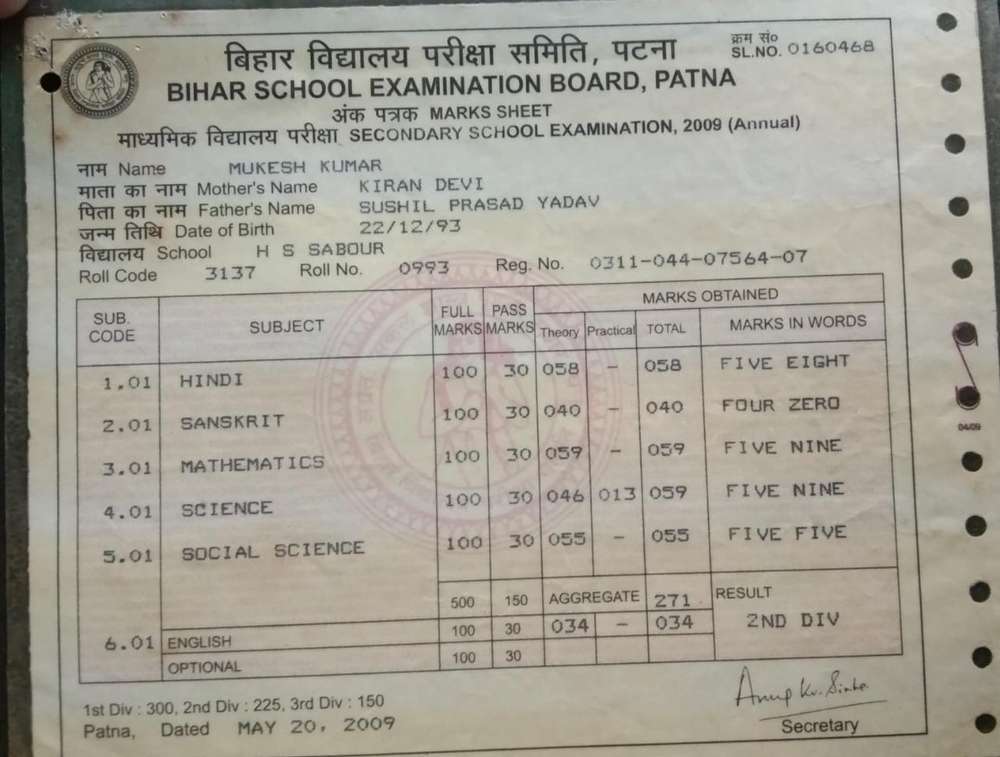 बिहार विद्यालय परीक्षा समिति, पटना
क्रम सं०
SL.NO. 0160468
BIHAR SCHOOL EXAMINATION BOARD, PATNA
अंक पत्रक MARKS SHEET
माध्यमिक विद्यालय परीक्षा SECONDARY SCHOOL EXAMINATION, 2009 (Annual)
नाम Name MUKESH KUMAR
माता का नाम Mother's Name KIRAN DEVI
पिता का नाम Father's Name SUSHIL PRASAD YADAV
जन्म तिथि Date of Birth 22/12/93
विद्यालय School H S SABOUR
Roll Code 3137 Roll No. 0993 Reg. No. 0311-044-07564-07
SUB. CODE SUBJECT FULL MARKS PASS MARKS MARKS OBTAINED
Theory Practical TOTAL MARKS IN WORDS
1.01 HINDI 100 30 058 - 058 FIVE EIGHT
2.01 SANSKRIT 100 30 040 - 040 FOUR ZERO
3.01 MATHEMATICS 100 30 059 - 059 FIVE NINE
4.01 SCIENCE 100 30 046 013 059 FIVE NINE
5.01 SOCIAL SCIENCE 100 30 055 - 055 FIVE FIVE
500 150 AGGREGATE 271 RESULT
6.01 ENGLISH 100 30 034 - 034 2ND DIV
OPTIONAL 100 30
1st Div : 300, 2nd Div : 225, 3rd Div : 150
Patna, Dated MAY 20, 2009
Anup Kr. Sinha
Secretary
04/09